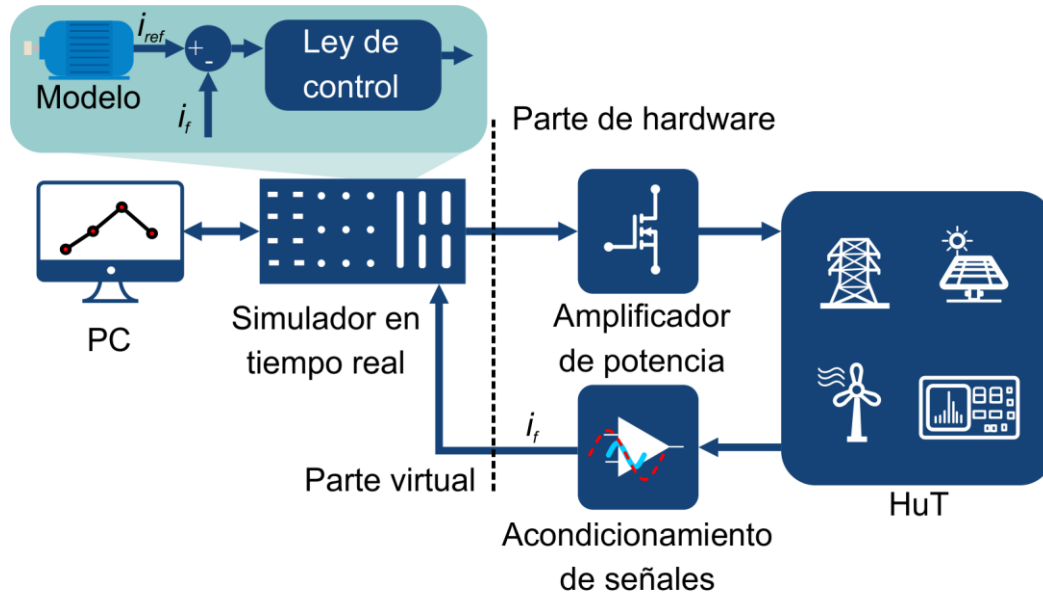 i_ref
+
-
Ley de
control
Modelo
i_f
Parte de hardware
PC
Simulador en
tiempo real
Amplificador
de potencia
i_f
Parte virtual
HuT
Acondicionamiento
de señales